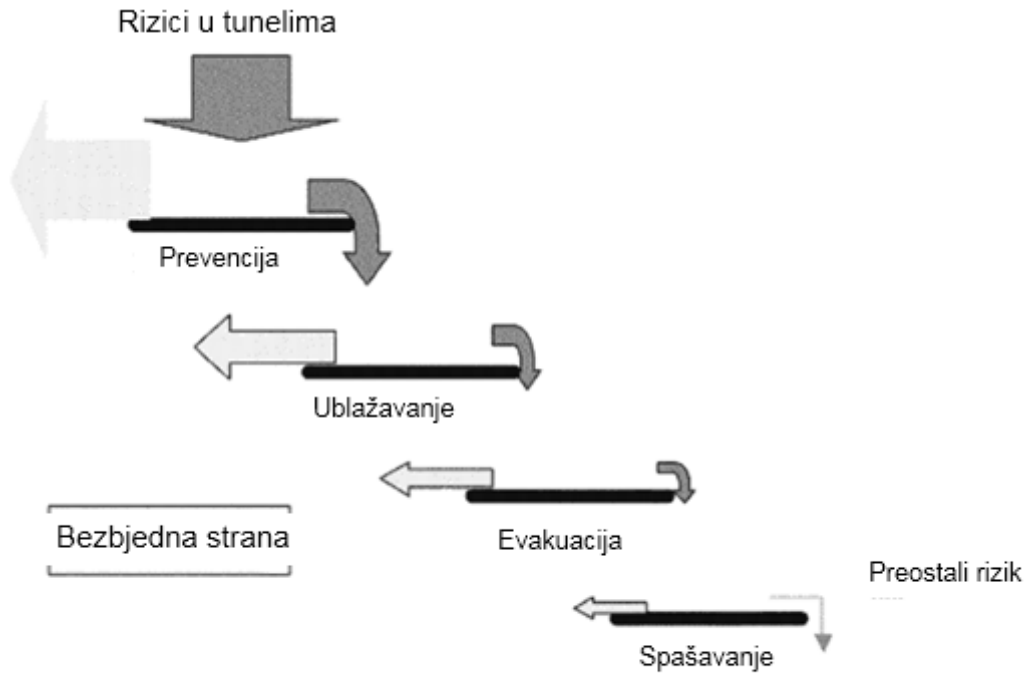 Rizici u tunelima
Prevencija
Ublažavanje
Evakuacija
Bezbjedna strana
Preostali rizik
Spašavanje